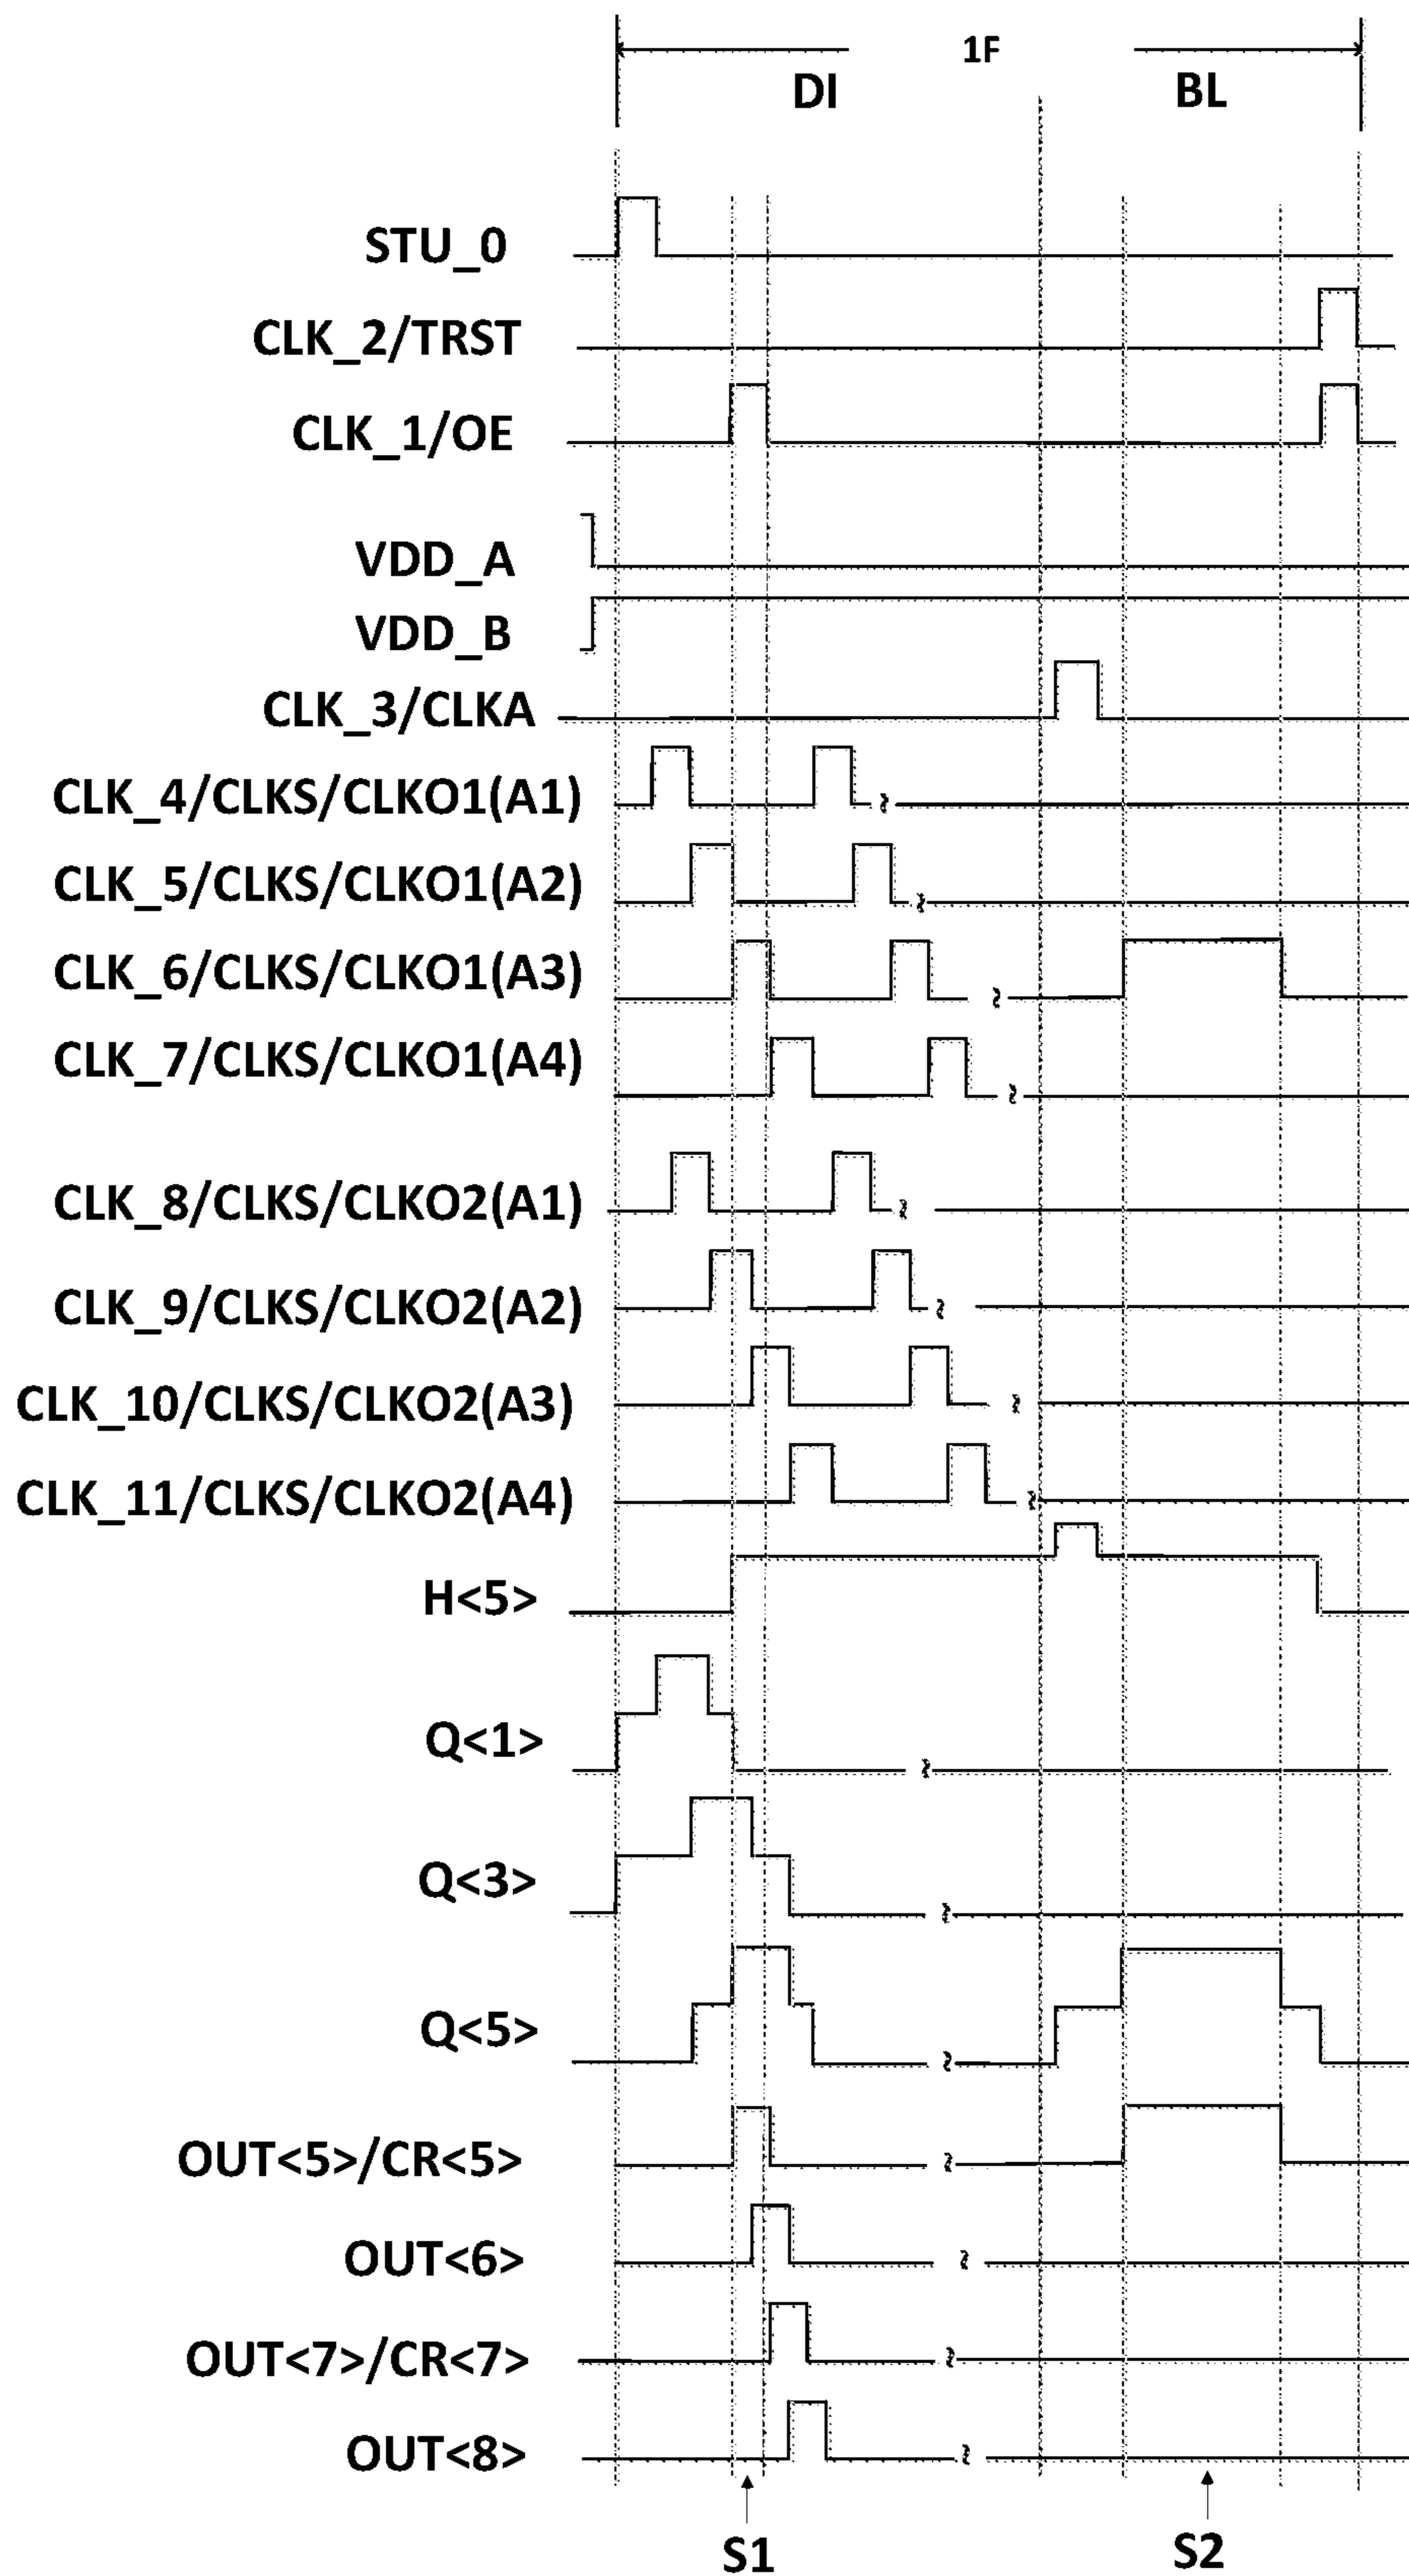 1F
DI BL
STU_0
CLK_2/TRST
CLK_1/OE
VDD_A
VDD_B
CLK_3/CLKA
CLK_4/CLKS/CLKO1(A1)
CLK_5/CLKS/CLKO1(A2)
CLK_6/CLKS/CLKO1(A3)
CLK_7/CLKS/CLKO1(A4)
CLK_8/CLKS/CLKO2(A1)
CLK_9/CLKS/CLKO2(A2)
CLK_10/CLKS/CLKO2(A3)
CLK_11/CLKS/CLKO2(A4)
H<5>
Q<1>
Q<3>
Q<5>
OUT<5>/CR<5>
OUT<6>
OUT<7>/CR<7>
OUT<8>
S1 S2